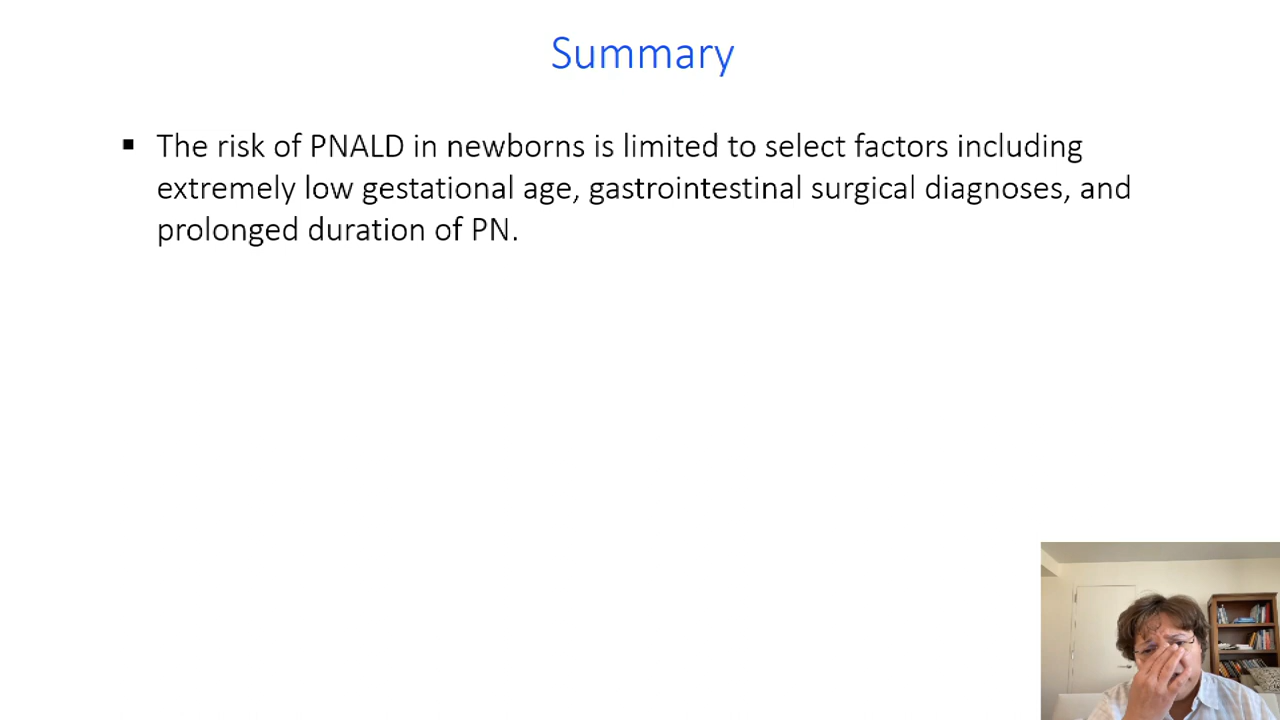 Summary
▪ The risk of PNALD in newborns is limited to select factors including
extremely low gestational age, gastrointestinal surgical diagnoses, and
prolonged duration of PN.